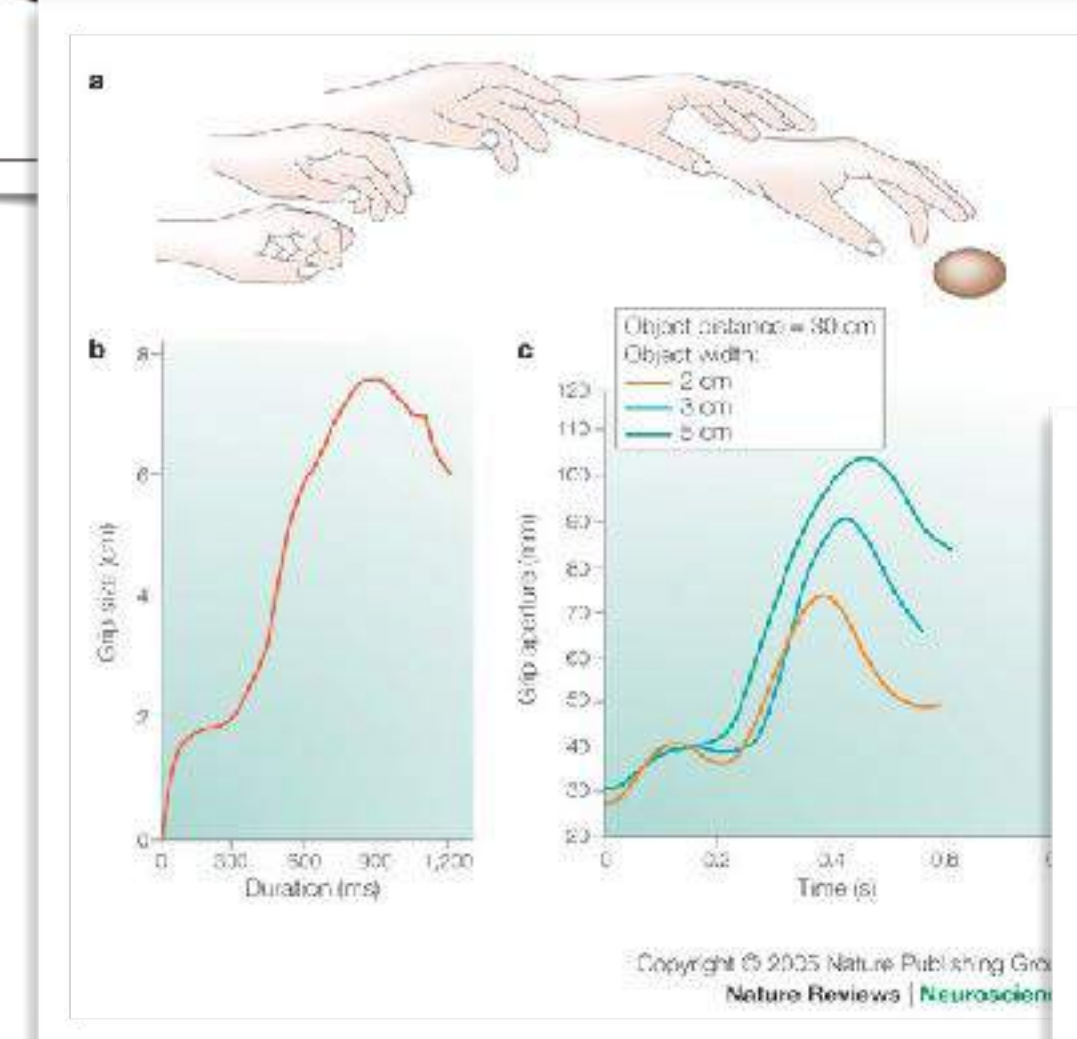 a
b
8
6
4
2
0
Grip size (cm)
0 300 600 900 1,200
Duration (ms)
c
Object distance = 30 cm
Object width:
2 cm
3 cm
5 cm
120
110
100
90
80
70
60
50
40
30
20
Grip aperture (mm)
0 0.2 0.4 0.6
Time (s)
Copyright © 2005 Nature Publishing
Nature Reviews |